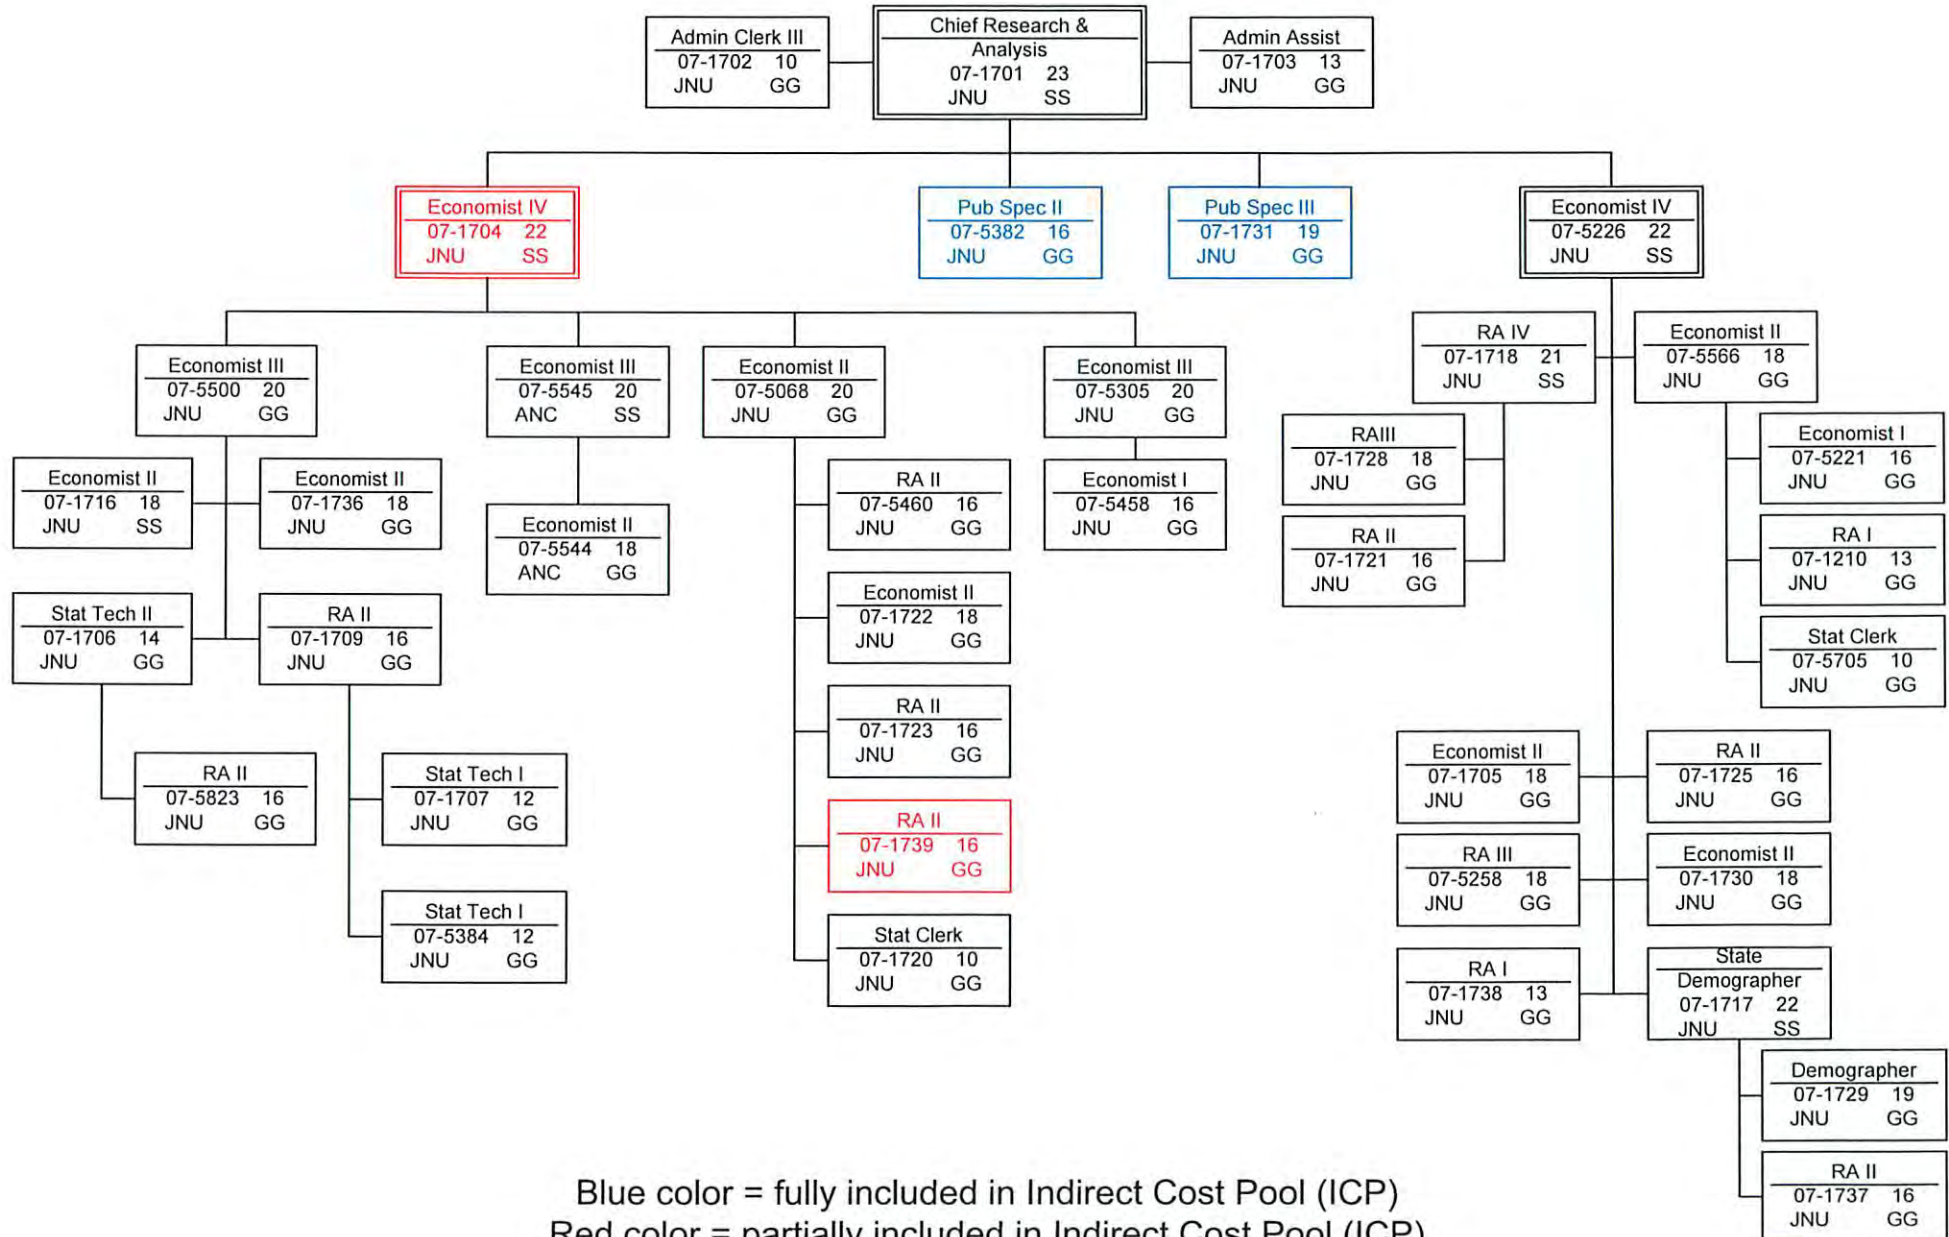 Admin Clerk III
07-1702 10
JNU GG
Chief Research &
Analysis
07-1701 23
JNU SS
Admin Assist
07-1703 13
JNU GG
Economist IV
07-1704 22
JNU SS
Pub Spec II
07-5382 16
JNU GG
Pub Spec III
07-1731 19
JNU GG
Economist IV
07-5226 22
JNU SS
Economist III
07-5500 20
JNU GG
Economist III
07-5545 20
ANC SS
Economist II
07-5068 20
JNU GG
Economist III
07-5305 20
JNU GG
RA IV
07-1718 21
JNU SS
Economist II
07-5566 18
JNU GG
Economist II
07-1716 18
JNU SS
Economist II
07-1736 18
JNU GG
Stat Tech II
07-1706 14
JNU GG
RA II
07-1709 16
JNU GG
RA II
07-5823 16
JNU GG
Stat Tech I
07-1707 12
JNU GG
Stat Tech I
07-5384 12
JNU GG
Economist II
07-5544 18
ANC GG
RA II
07-5460 16
JNU GG
Economist II
07-1722 18
JNU GG
RA II
07-1723 16
JNU GG
RA II
07-1739 16
JNU GG
Stat Clerk
07-1720 10
JNU GG
Economist I
07-5458 16
JNU GG
RAIII
07-1728 18
JNU GG
RA II
07-1721 16
JNU GG
Economist I
07-5221 16
JNU GG
RA I
07-1210 13
JNU GG
Stat Clerk
07-5705 10
JNU GG
Economist II
07-1705 18
JNU GG
RA II
07-1725 16
JNU GG
RA III
07-5258 18
JNU GG
Economist II
07-1730 18
JNU GG
RA I
07-1738 13
JNU GG
State
Demographer
07-1717 22
JNU SS
Demographer
07-1729 19
JNU GG
RA II
07-1737 16
JNU GG
Blue color = fully included in Indirect Cost Pool (ICP)
Red color = partially included in Indirect Cost Pool (ICP)